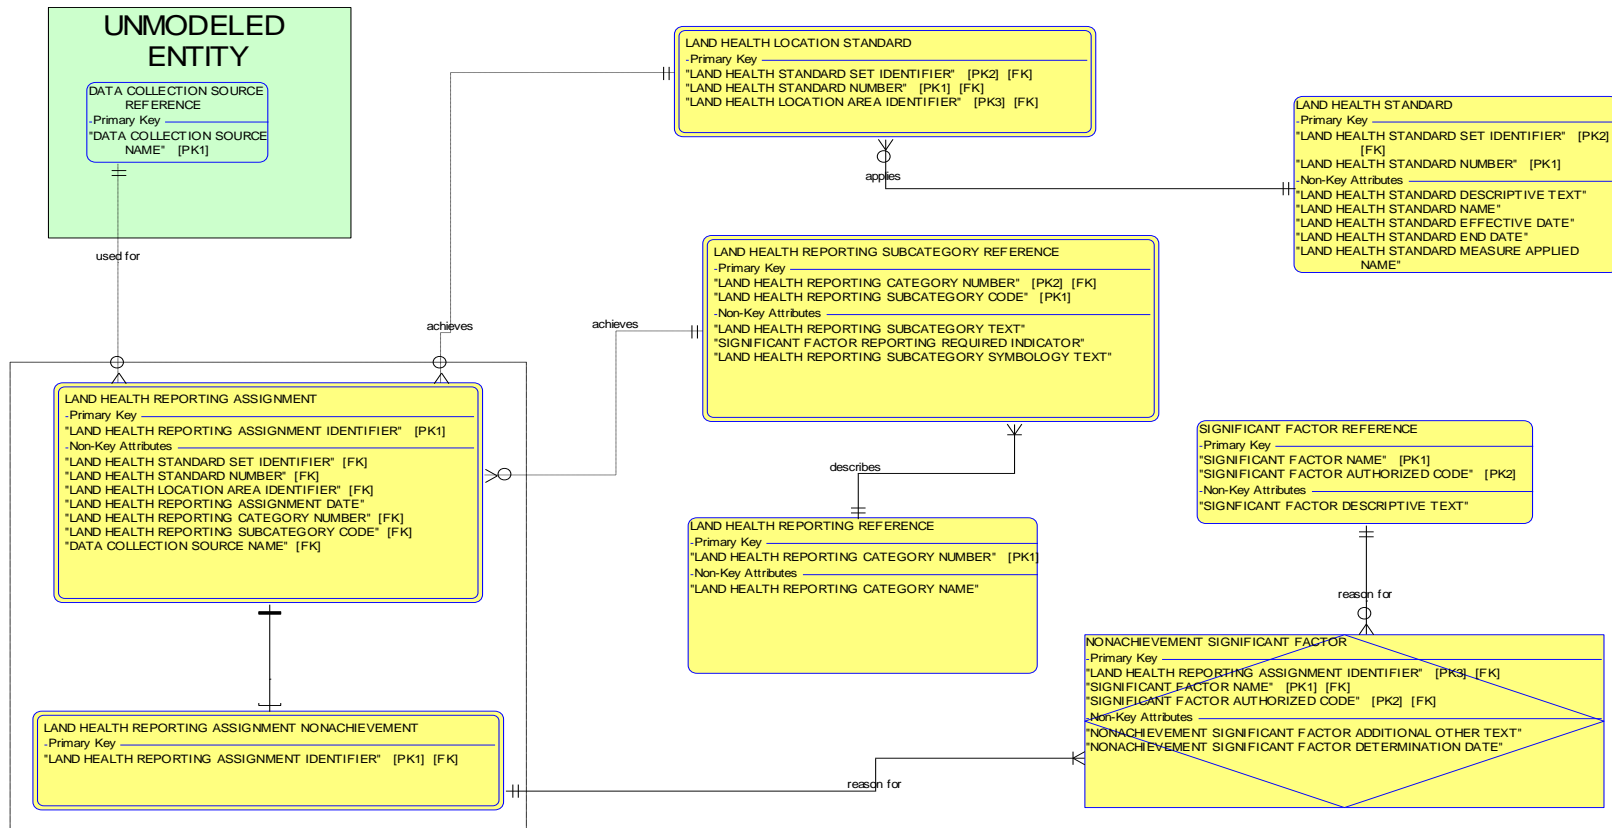 UNMODELED
ENTITY
DATA COLLECTION SOURCE
REFERENCE
-Primary Key
"DATA COLLECTION SOURCE
NAME" [PK1]
used for
LAND HEALTH LOCATION STANDARD
-Primary Key
"LAND HEALTH STANDARD SET IDENTIFIER" [PK2] [FK]
"LAND HEALTH STANDARD NUMBER" [PK1] [FK]
"LAND HEALTH LOCATION AREA IDENTIFIER" [PK3] [FK]
applies
LAND HEALTH STANDARD
-Primary Key
"LAND HEALTH STANDARD SET IDENTIFIER" [PK2]
[FK]
"LAND HEALTH STANDARD NUMBER" [PK1]
-Non-Key Attributes
"LAND HEALTH STANDARD DESCRIPTIVE TEXT"
"LAND HEALTH STANDARD NAME"
"LAND HEALTH STANDARD EFFECTIVE DATE"
"LAND HEALTH STANDARD END DATE"
"LAND HEALTH STANDARD MEASURE APPLIED
NAME"
achieves
achieves
LAND HEALTH REPORTING SUBCATEGORY REFERENCE
-Primary Key
"LAND HEALTH REPORTING CATEGORY NUMBER" [PK2] [FK]
"LAND HEALTH REPORTING SUBCATEGORY CODE" [PK1]
-Non-Key Attributes
"LAND HEALTH REPORTING SUBCATEGORY TEXT"
"SIGNIFICANT FACTOR REPORTING REQUIRED INDICATOR"
"LAND HEALTH REPORTING SUBCATEGORY SYMBOLOGY TEXT"
LAND HEALTH REPORTING ASSIGNMENT
-Primary Key
"LAND HEALTH REPORTING ASSIGNMENT IDENTIFIER" [PK1]
-Non-Key Attributes
"LAND HEALTH STANDARD SET IDENTIFIER" [FK]
"LAND HEALTH STANDARD NUMBER" [FK]
"LAND HEALTH LOCATION AREA IDENTIFIER" [FK]
"LAND HEALTH REPORTING ASSIGNMENT DATE"
"LAND HEALTH REPORTING CATEGORY NUMBER" [FK]
"LAND HEALTH REPORTING SUBCATEGORY CODE" [FK]
"DATA COLLECTION SOURCE NAME" [FK]
describes
LAND HEALTH REPORTING REFERENCE
-Primary Key
"LAND HEALTH REPORTING CATEGORY NUMBER" [PK1]
-Non-Key Attributes
"LAND HEALTH REPORTING CATEGORY NAME"
SIGNIFICANT FACTOR REFERENCE
-Primary Key
"SIGNIFICANT FACTOR NAME" [PK1]
"SIGNIFICANT FACTOR AUTHORIZED CODE" [PK2]
-Non-Key Attributes
"SIGNFICANT FACTOR DESCRIPTIVE TEXT"
reason for
NONACHIEVEMENT SIGNIFICANT FACTOR
-Primary Key
"LAND HEALTH REPORTING ASSIGNMENT IDENTIFIER" [PK3] [FK]
"SIGNIFICANT FACTOR NAME" [PK1] [FK]
"SIGNIFICANT FACTOR AUTHORIZED CODE" [PK2] [FK]
-Non-Key Attributes
"NONACHIEVEMENT SIGNIFICANT FACTOR ADDITIONAL OTHER TEXT"
"NONACHIEVEMENT SIGNIFICANT FACTOR DETERMINATION DATE"
LAND HEALTH REPORTING ASSIGNMENT NONACHIEVEMENT
-Primary Key
"LAND HEALTH REPORTING ASSIGNMENT IDENTIFIER" [PK1] [FK]
reason for